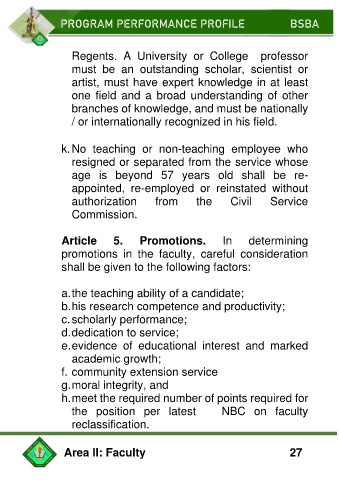 PROGRAM PERFORMANCE PROFILE BSBA
Regents. A University or College professor
must be an outstanding scholar, scientist or
artist, must have expert knowledge in at least
one field and a broad understanding of other
branches of knowledge, and must be nationally
/ or internationally recognized in his field.
k. No teaching or non-teaching employee who
resigned or separated from the service whose
age is beyond 57 years old shall be re-
appointed, re-employed or reinstated without
authorization from the Civil Service
Commission.
Article 5. Promotions. In determining
promotions in the faculty, careful consideration
shall be given to the following factors:
a. the teaching ability of a candidate;
b. his research competence and productivity;
c. scholarly performance;
d. dedication to service;
e. evidence of educational interest and marked
academic growth;
f. community extension service
g. moral integrity, and
h. meet the required number of points required for
the position per latest NBC on faculty
reclassification.
Area II: Faculty 27